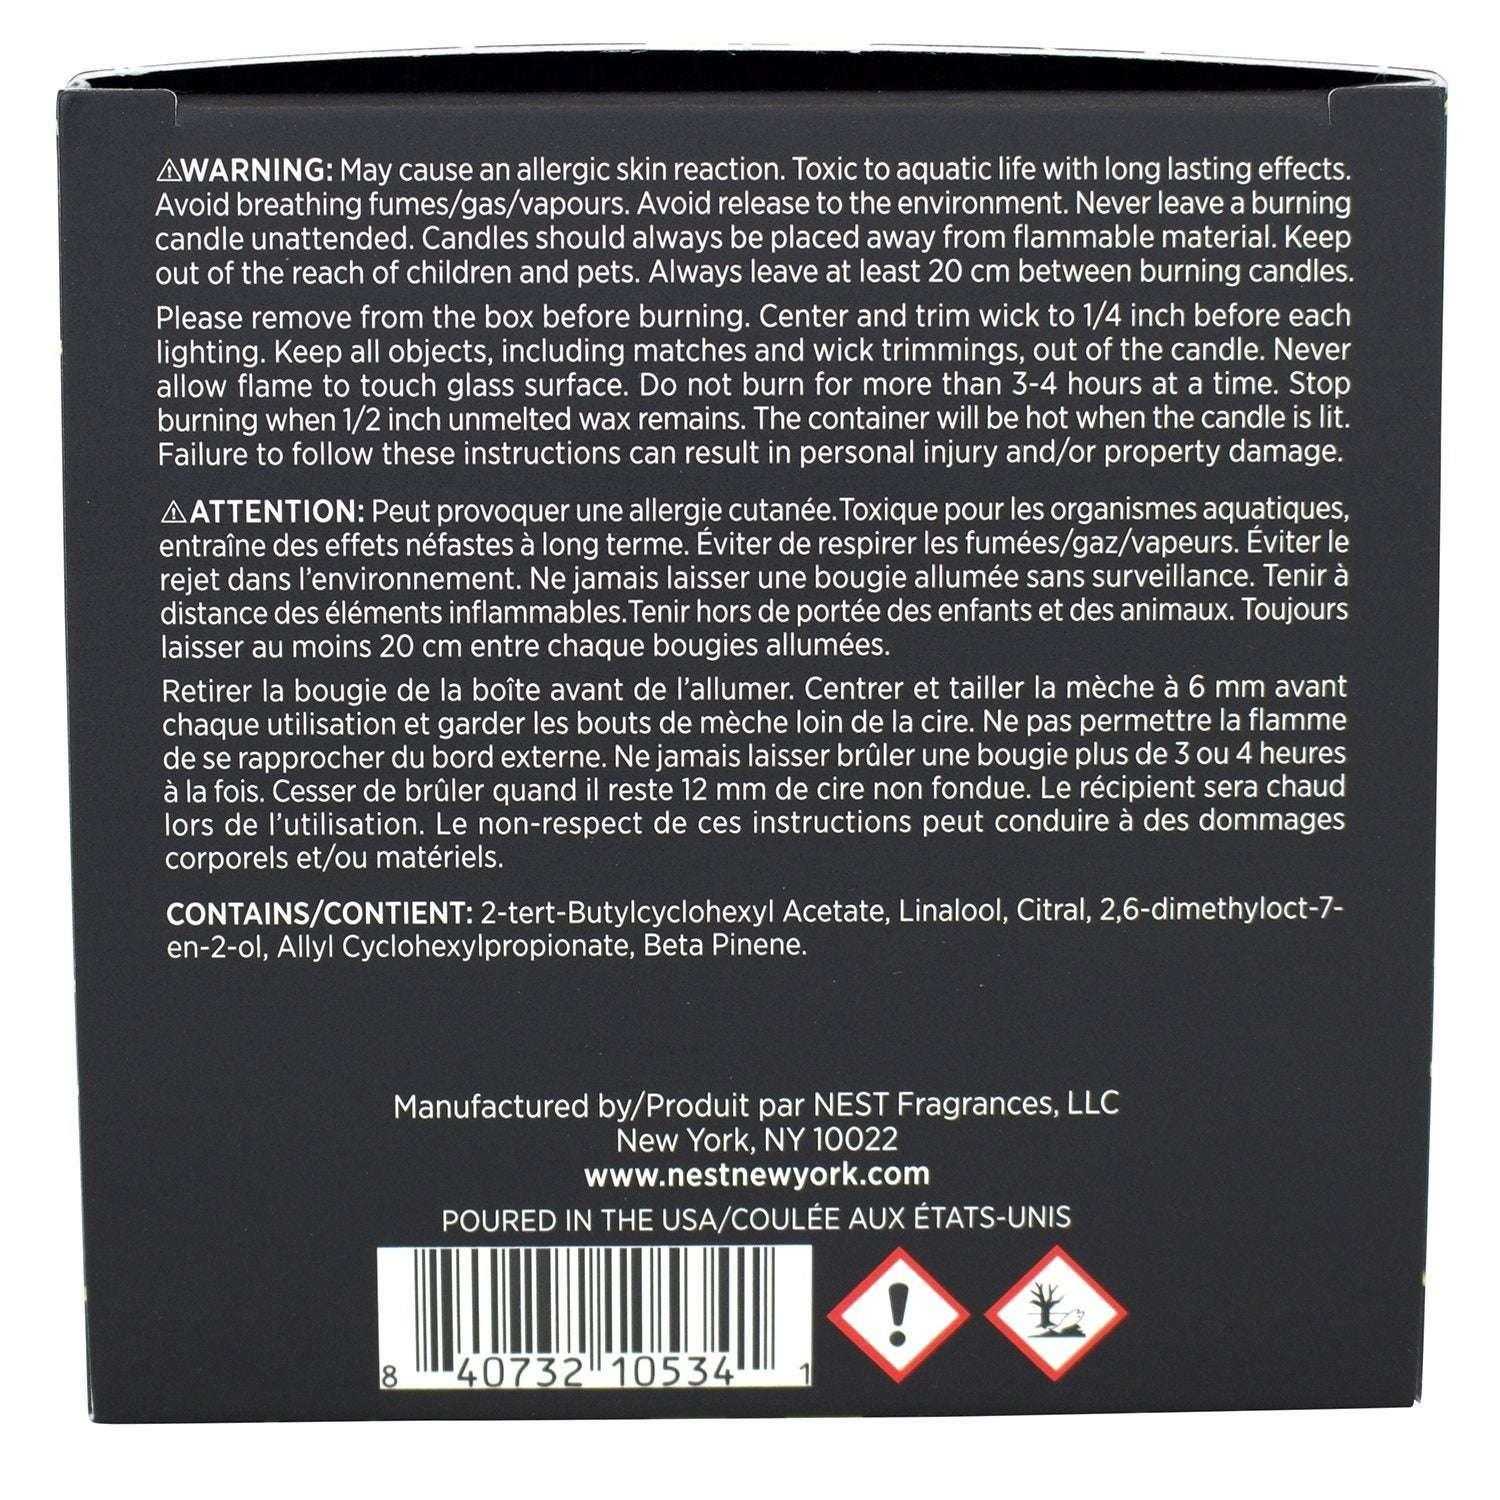 ⚠WARNING: May cause an allergic skin reaction. Toxic to aquatic life with long lasting effects.
Avoid breathing fumes/gas/vapours. Avoid release to the environment. Never leave a burning
candle unattended. Candles should always be placed away from flammable material. Keep
out of the reach of children and pets. Always leave at least 20 cm between burning candles.
Please remove from the box before burning. Center and trim wick to 1/4 inch before each
lighting. Keep all objects, including matches and wick trimmings, out of the candle. Never
allow flame to touch glass surface. Do not burn for more than 3-4 hours at a time. Stop
burning when 1/2 inch unmelted wax remains. The container will be hot when the candle is lit.
Failure to follow these instructions can result in personal injury and/or property damage.
⚠ATTENTION: Peut provoquer une allergie cutanée.Toxique pour les organismes aquatiques,
entraîne des effets néfastes à long terme. Éviter de respirer les fumées/gaz/vapeurs. Éviter le
rejet dans l'environnement. Ne jamais laisser une bougie allumée sans surveillance. Tenir à
distance des éléments inflammables.Tenir hors de portée des enfants et des animaux. Toujours
laisser au moins 20 cm entre chaque bougies allumées.
Retirer la bougie de la boîte avant de l'allumer. Centrer et tailler la mèche à 6 mm avant
chaque utilisation et garder les bouts de mèche loin de la cire. Ne pas permettre la flamme
de se rapprocher du bord externe. Ne jamais laisser brûler une bougie plus de 3 ou 4 heures
à la fois. Cesser de brûler quand il reste 12 mm de cire non fondue. Le récipient sera chaud
lors de l'utilisation. Le non-respect de ces instructions peut conduire à des dommages
corporels et/ou matériels.
CONTAINS/CONTIENT: 2-tert-Butylcyclohexyl Acetate, Linalool, Citral, 2,6-dimethyloct-7-
en-2-ol, Allyl Cyclohexylpropionate, Beta Pinene.
Manufactured by/Produit par NEST Fragrances, LLC
New York, NY 10022
www.nestnewyork.com
POURED IN THE USA/COULÉE AUX ÉTATS-UNIS
8 40732 10534 1